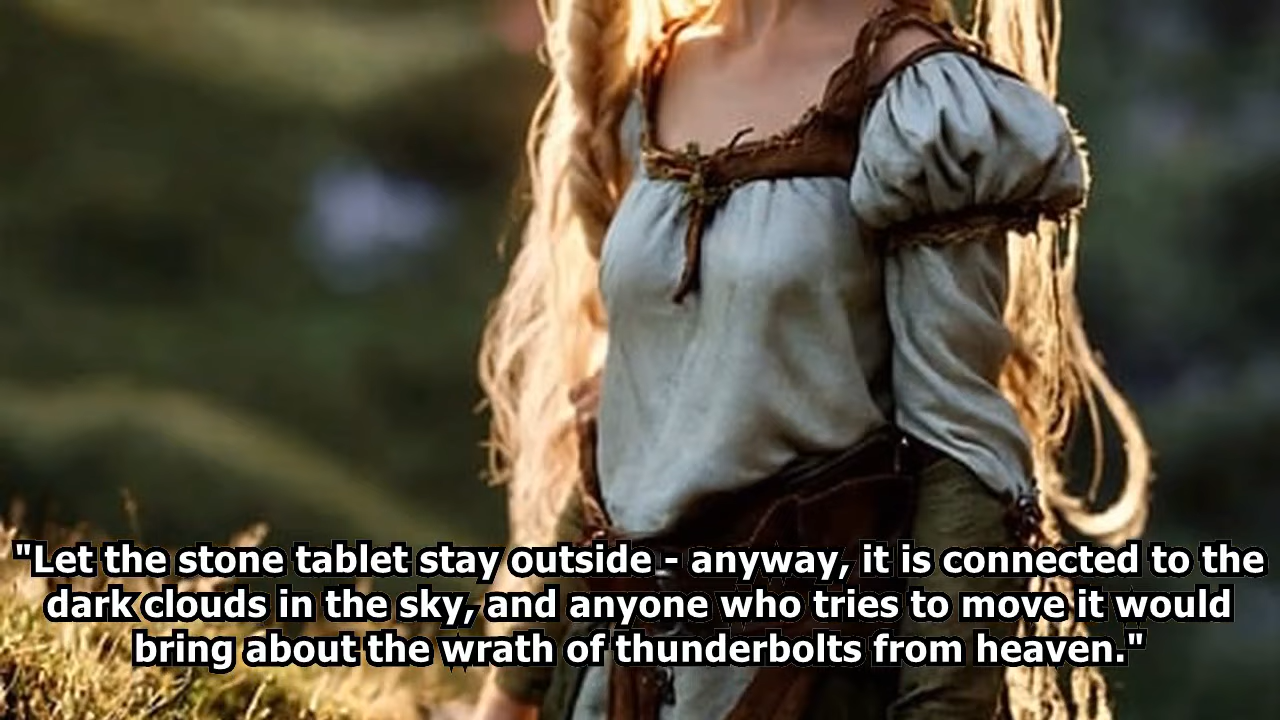 "Let the stone tablet stay outside - anyway, it is connected to the
dark clouds in the sky, and anyone who tries to move it would
bring about the wrath of thunderbolts from heaven."